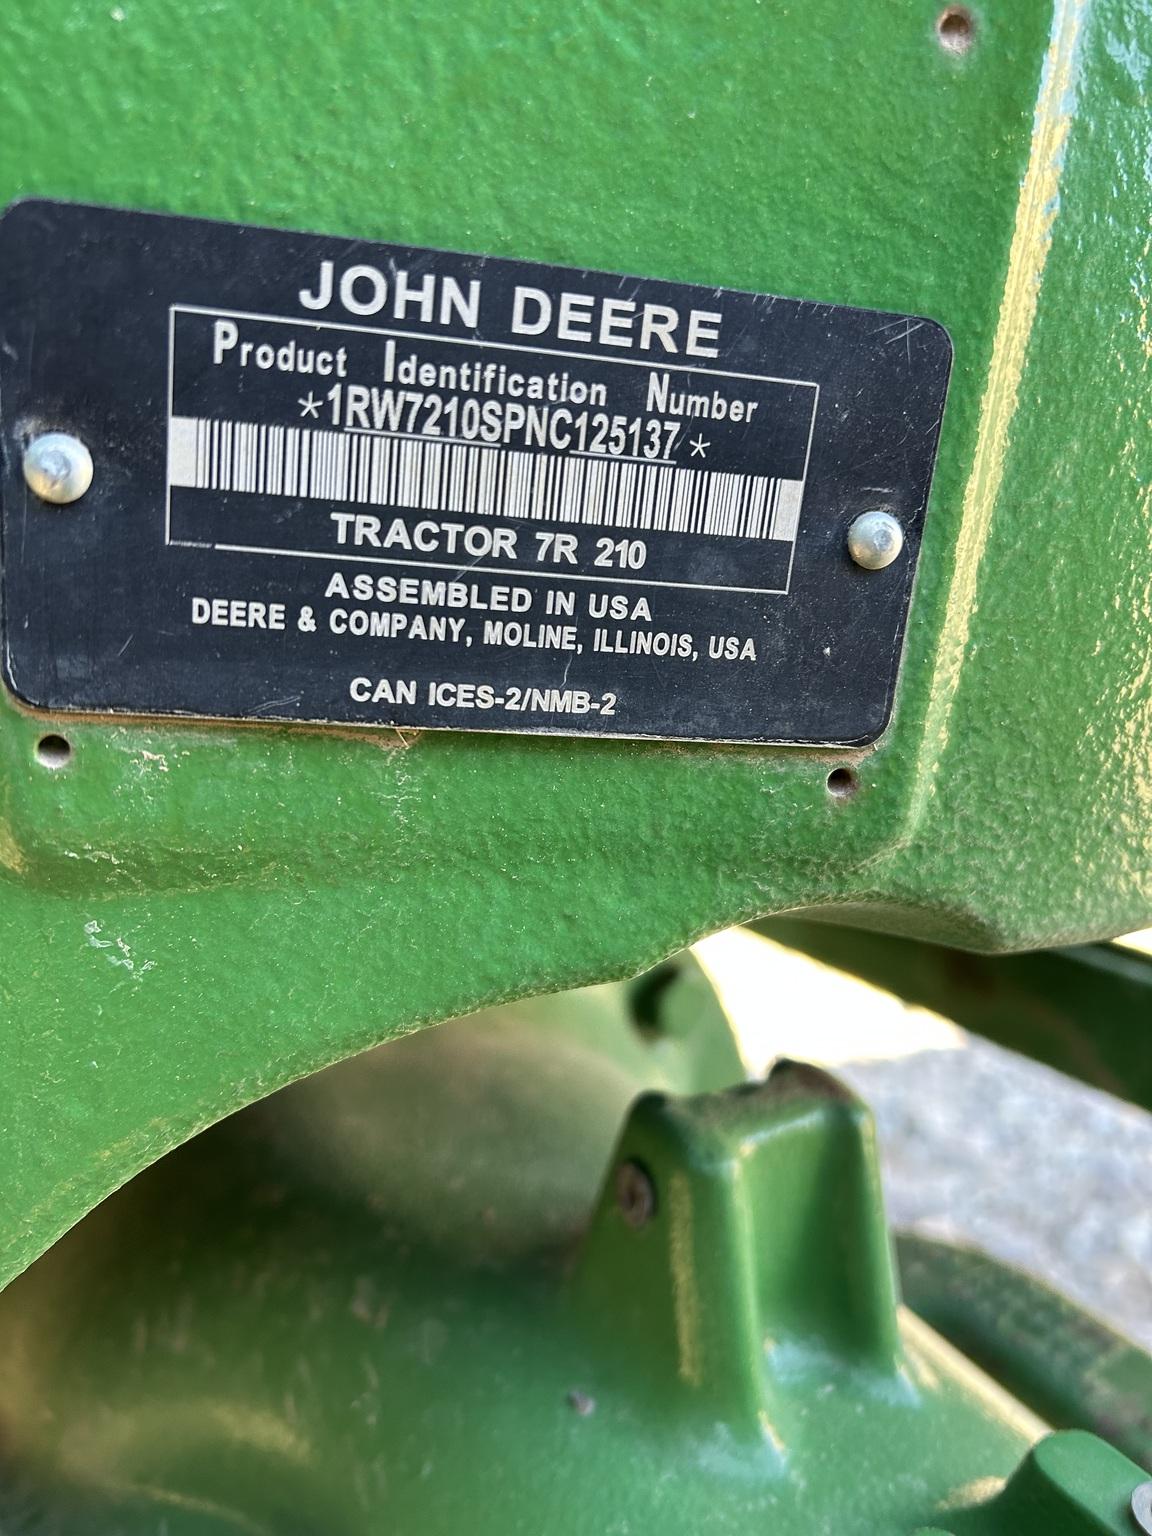 JOHN DEERE
Product Identification Number
*1RW7210SPNC125137*
TRACTOR 7R 210
ASSEMBLED IN USA
DEERE & COMPANY, MOLINE, ILLINOIS, USA
CAN ICES-2/NMB-2